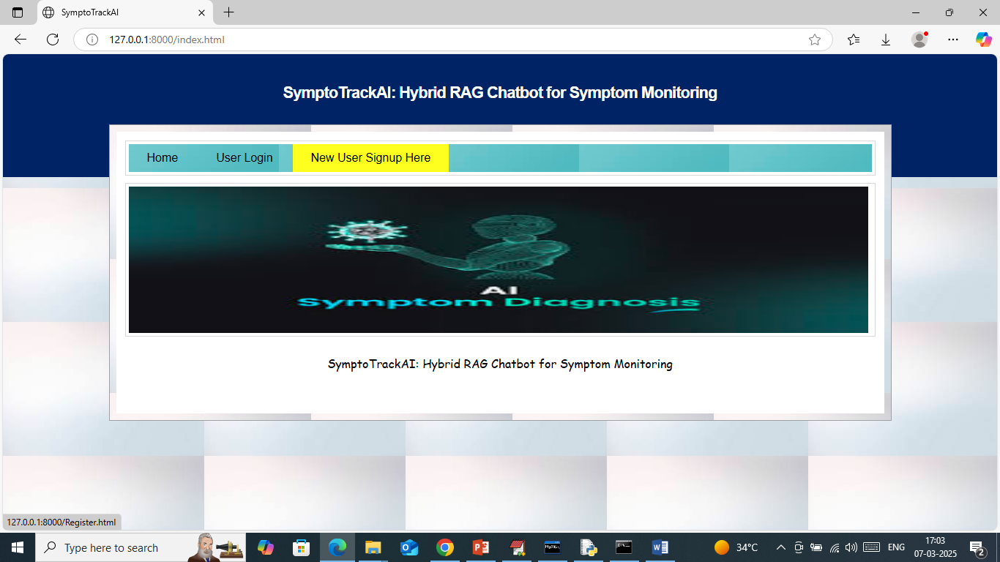 SymptoTrackAI
127.0.0.1:8000/index.html
SymptoTrackAI: Hybrid RAG Chatbot for Symptom Monitoring
Home User Login New User Signup Here
AI
Symptom Diagnosis
SymptoTrackAI: Hybrid RAG Chatbot for Symptom Monitoring
127.0.0.1:8000/Register.html
Type here to search
34°C
ENG
17:03
07-03-2025
2